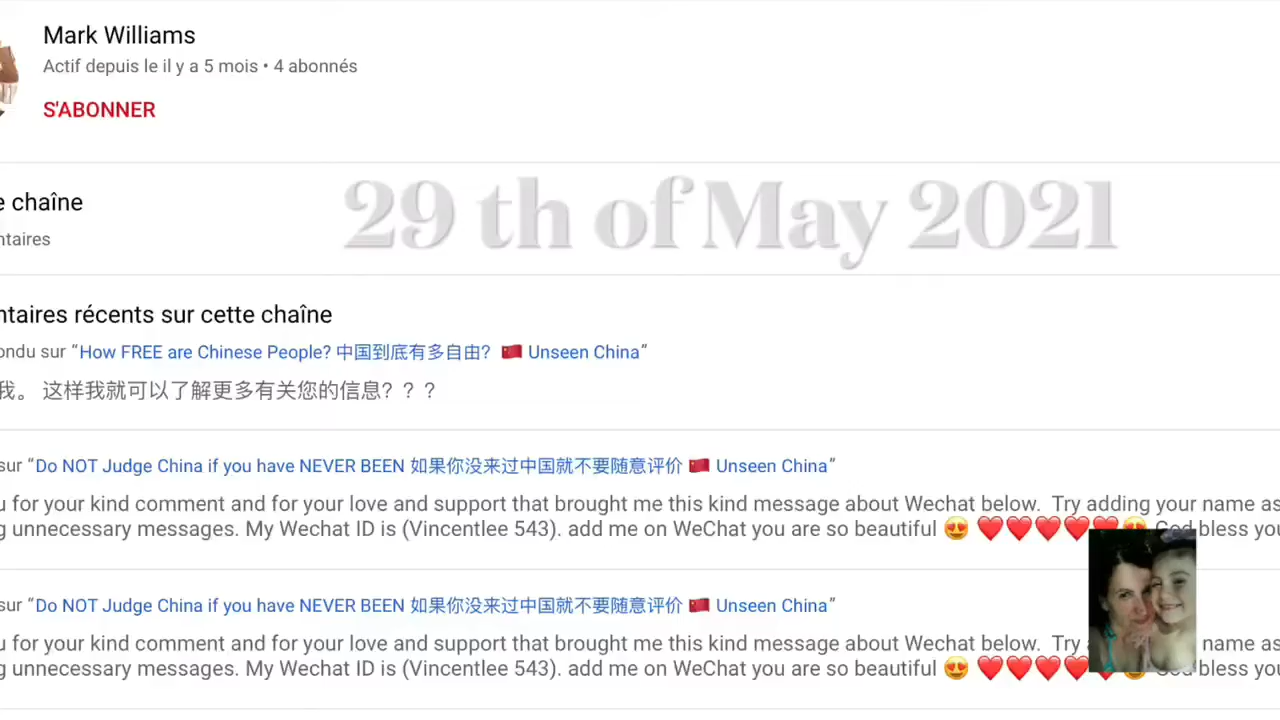 Mark Williams
Actif depuis le il y a 5 mois • 4 abonnés
S'ABONNER
e chaîne
29 th of May 2021
ntaires
ntaires récents sur cette chaîne
ondu sur “How FREE are Chinese People? 中国到底有多自由? 🇨🇳 Unseen China”
我。 这样我就可以了解更多有关您的信息？？？
sur “Do NOT Judge China if you have NEVER BEEN 如果你没来过中国就不要随意评价 🇨🇳 Unseen China”
u for your kind comment and for your love and support that brought me this kind message about Wechat below. Try adding your name as
g unnecessary messages. My Wechat ID is (Vincentlee 543). add me on WeChat you are so beautiful 😍 ❤️❤️❤️❤️❤️😍 God bless you
sur “Do NOT Judge China if you have NEVER BEEN 如果你没来过中国就不要随意评价 🇨🇳 Unseen China”
u for your kind comment and for your love and support that brought me this kind message about Wechat below. Try name as
g unnecessary messages. My Wechat ID is (Vincentlee 543). add me on WeChat you are so beautiful 😍 ❤️❤️❤️❤️❤️😍 God bless you